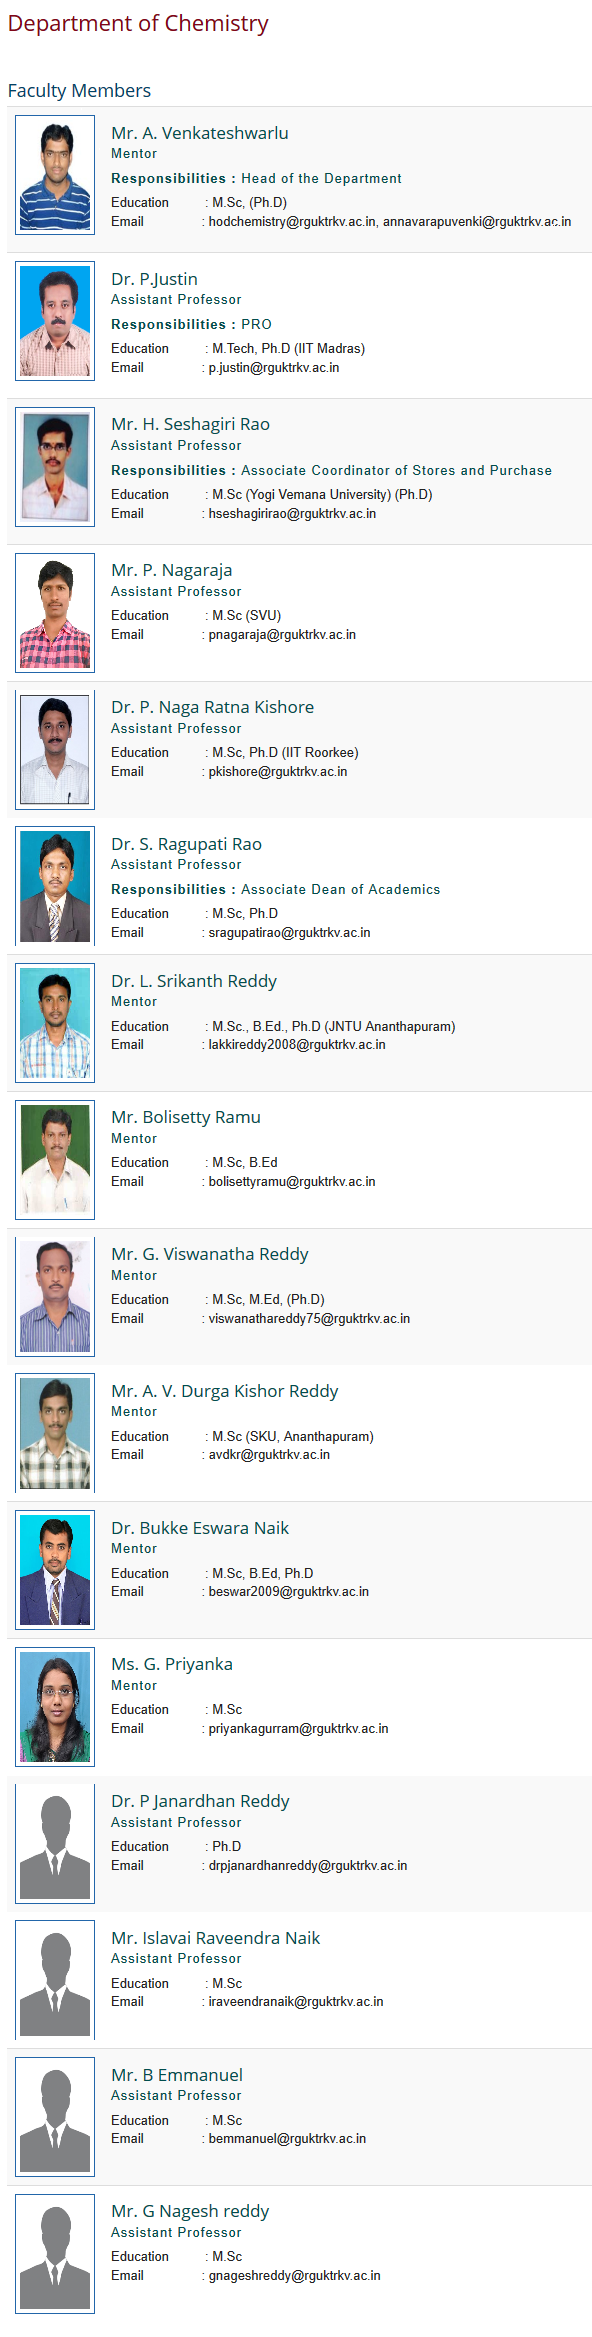 Department of Chemistry
Faculty Members
Mr. A. Venkateshwarlu
Mentor
Responsibilities : Head of the Department
Education : M.Sc, (Ph.D)
Email : hodchemistry@rguktrkv.ac.in, annavarapuvenki@rguktrkv.ac.in
Dr. P.Justin
Assistant Professor
Responsibilities : PRO
Education : M.Tech, Ph.D (IIT Madras)
Email : p.justin@rguktrkv.ac.in
Mr. H. Seshagiri Rao
Assistant Professor
Responsibilities : Associate Coordinator of Stores and Purchase
Education : M.Sc (Yogi Vemana University) (Ph.D)
Email : hseshagirirao@rguktrkv.ac.in
Mr. P. Nagaraja
Assistant Professor
Education : M.Sc (SVU)
Email : pnagaraja@rguktrkv.ac.in
Dr. P. Naga Ratna Kishore
Assistant Professor
Education : M.Sc, Ph.D (IIT Roorkee)
Email : pkishore@rguktrkv.ac.in
Dr. S. Ragupati Rao
Assistant Professor
Responsibilities : Associate Dean of Academics
Education : M.Sc, Ph.D
Email : sragupatirao@rguktrkv.ac.in
Dr. L. Srikanth Reddy
Mentor
Education : M.Sc., B.Ed., Ph.D (JNTU Ananthapuram)
Email : lakkireddy2008@rguktrkv.ac.in
Mr. Bolisetty Ramu
Mentor
Education : M.Sc, B.Ed
Email : bolisettyramu@rguktrkv.ac.in
Mr. G. Viswanatha Reddy
Mentor
Education : M.Sc, M.Ed, (Ph.D)
Email : viswanathareddy75@rguktrkv.ac.in
Mr. A. V. Durga Kishor Reddy
Mentor
Education : M.Sc (SKU, Ananthapuram)
Email : avdkr@rguktrkv.ac.in
Dr. Bukke Eswara Naik
Mentor
Education : M.Sc, B.Ed, Ph.D
Email : beswar2009@rguktrkv.ac.in
Ms. G. Priyanka
Mentor
Education : M.Sc
Email : priyankagurram@rguktrkv.ac.in
Dr. P Janardhan Reddy
Assistant Professor
Education : Ph.D
Email : drpjanardhanreddy@rguktrkv.ac.in
Mr. Islavai Raveendra Naik
Assistant Professor
Education : M.Sc
Email : iraveendranaik@rguktrkv.ac.in
Mr. B Emmanuel
Assistant Professor
Education : M.Sc
Email : bemmanuel@rguktrkv.ac.in
Mr. G Nagesh reddy
Assistant Professor
Education : M.Sc
Email : gnageshreddy@rguktrkv.ac.in